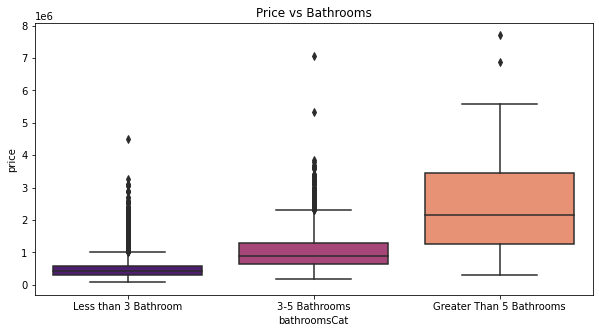 Price vs Bathrooms
1e6
8
7
6
5
4
3
2
1
0
price
Less than 3 Bathroom 3-5 Bathrooms Greater Than 5 Bathrooms
bathroomsCat